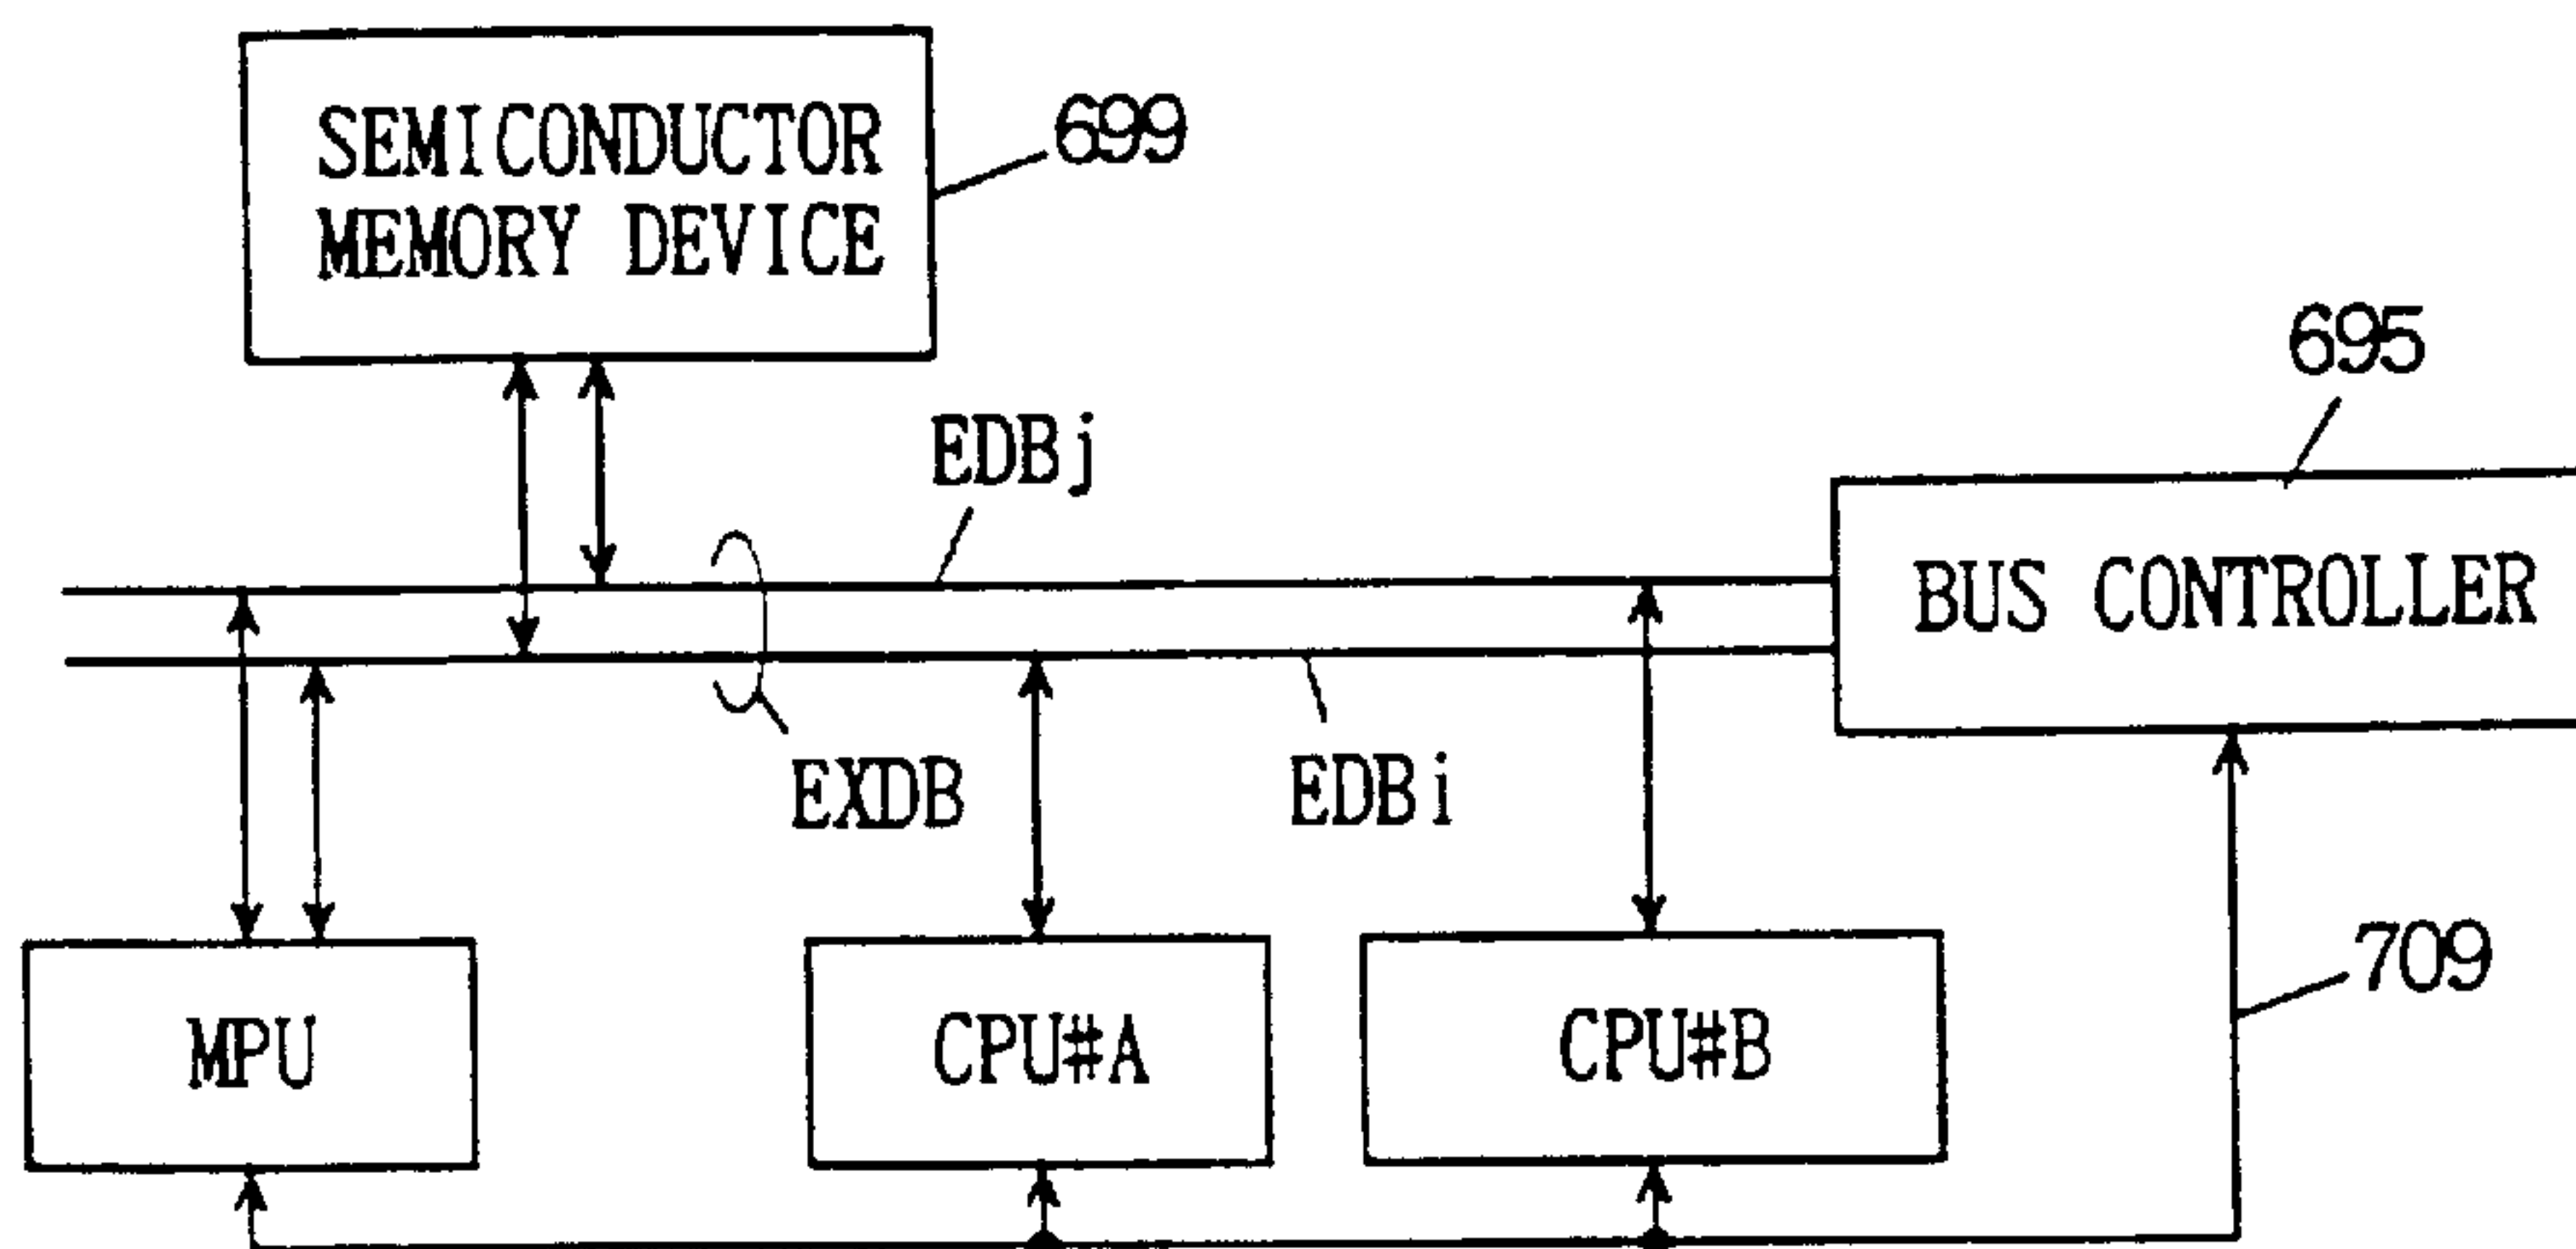 SEMICONDUCTOR
MEMORY DEVICE
699
695
EDBj
BUS CONTROLLER
EXDB
EDBi
709
MPU
CPU#A
CPU#B